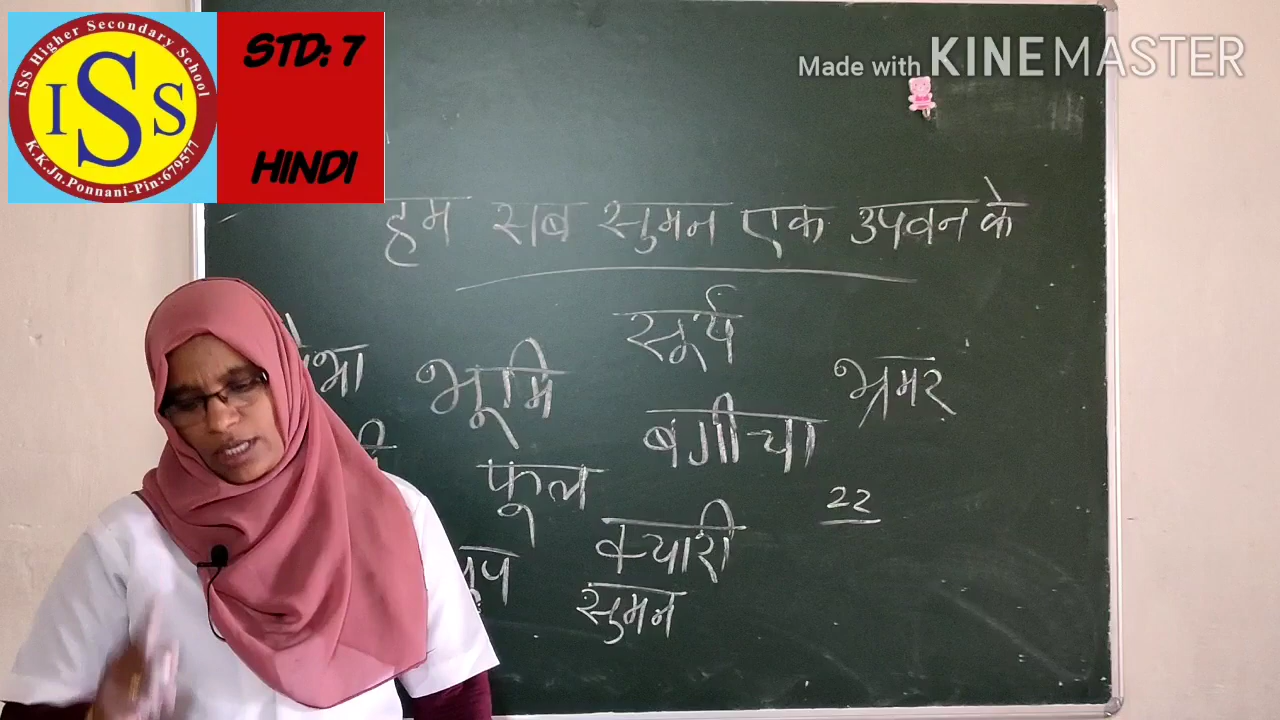 ISS Higher Secondary School
ISS
K.K.Jn.Ponnani-Pin:679577
STD: 7
HINDI
Made with KINEMASTER
हम सब सुमन एक उपवन के
सूर्य
भूमि
भ्रमर
बगीचा
फूल
22
क्यारी
सुमन